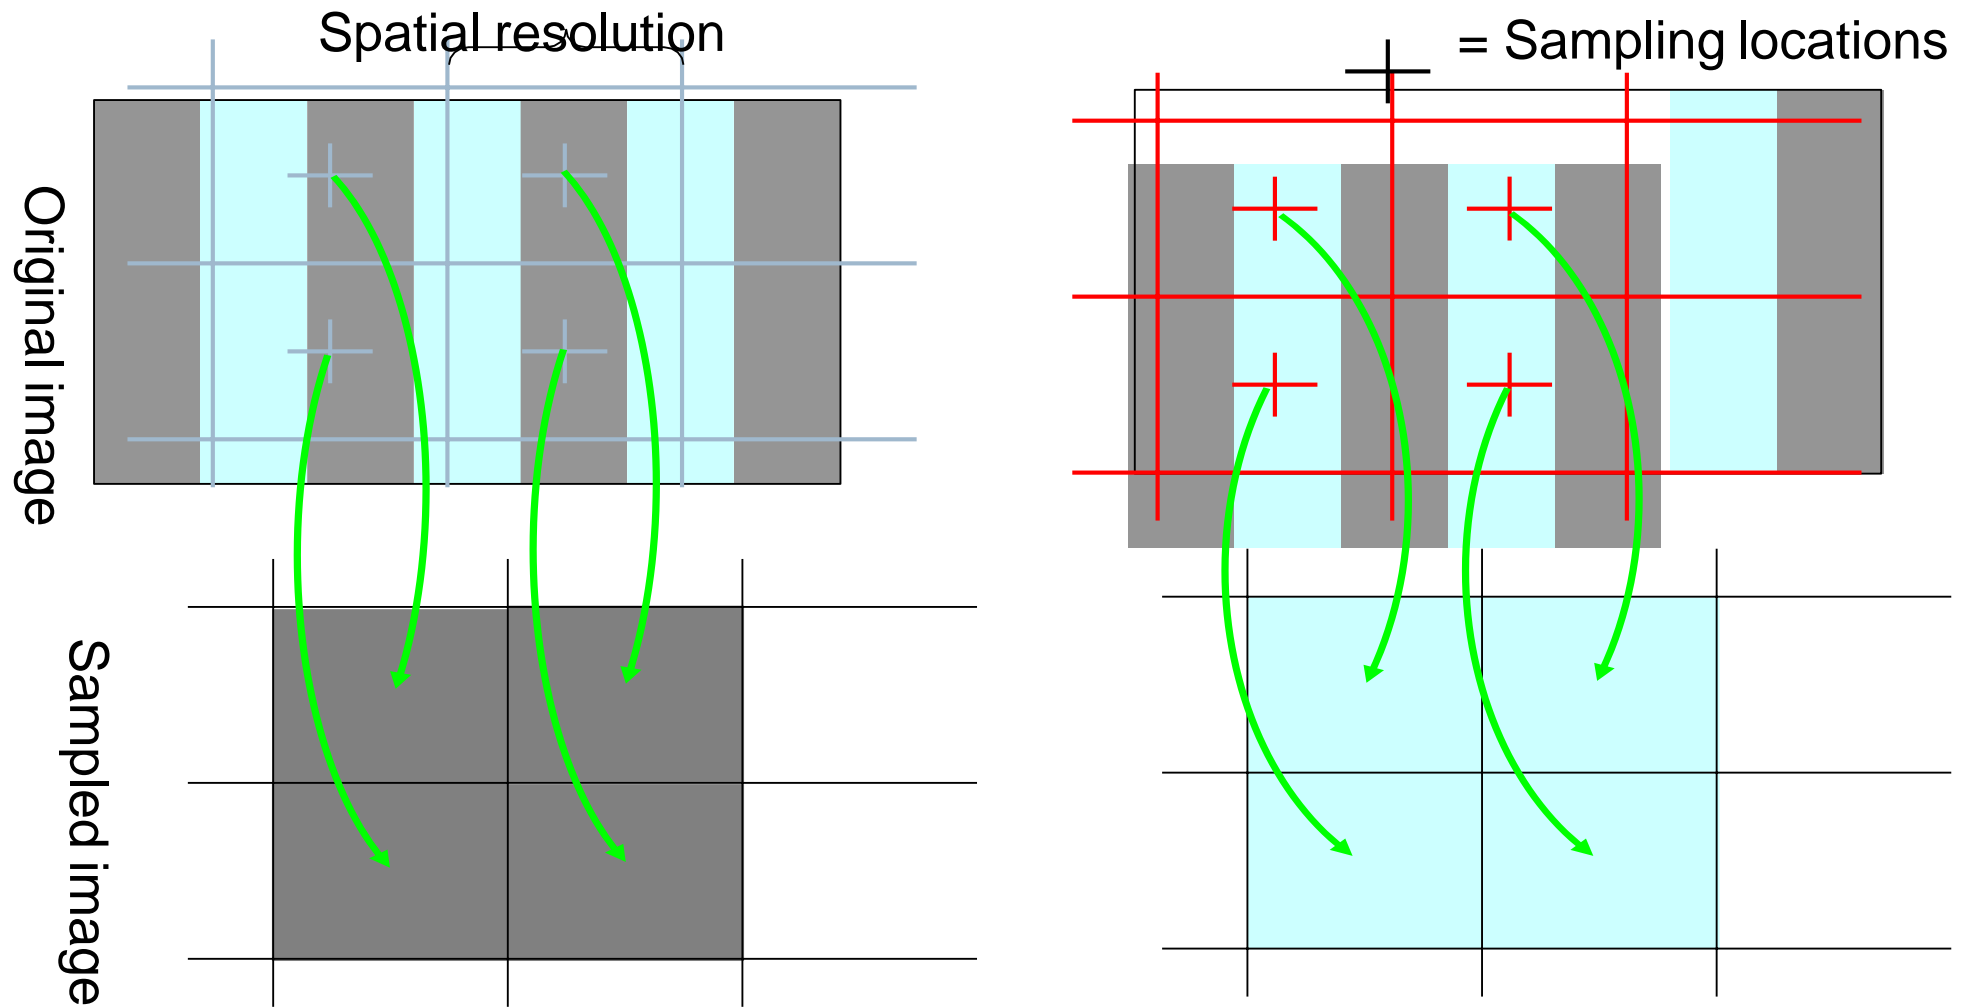 Spatial resolution
= Sampling locations
Original image
Sampled image